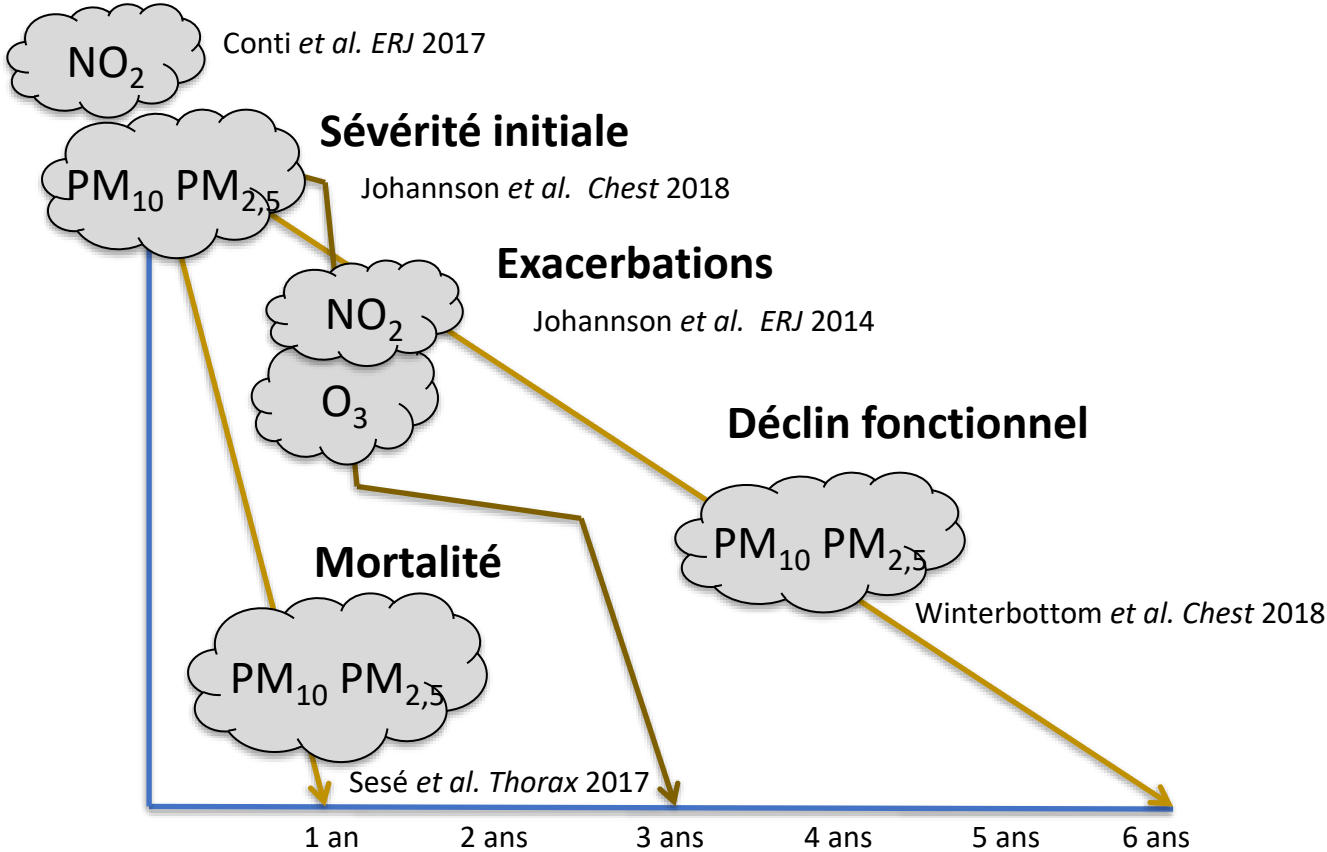 NO₂
Conti et al. ERJ 2017
PM₁₀ PM₂,₅
Sévérité initiale
Johannson et al. Chest 2018
Exacerbations
NO₂
Johannson et al. ERJ 2014
O₃
Déclin fonctionnel
PM₁₀ PM₂,₅
Mortalité
Winterbottom et al. Chest 2018
PM₁₀ PM₂,₅
Sesé et al. Thorax 2017
1 an 2 ans 3 ans 4 ans 5 ans 6 ans